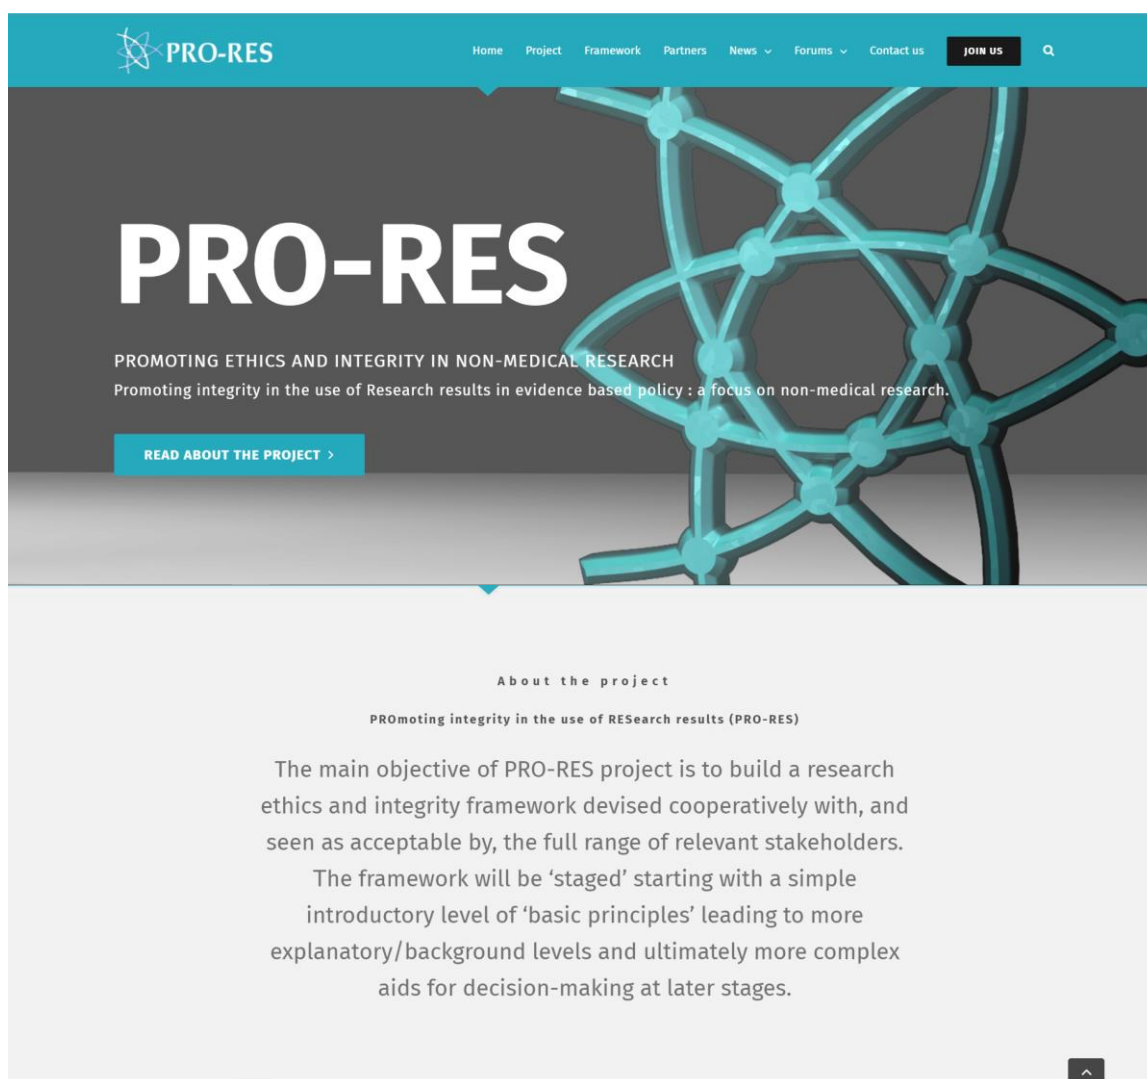 PRO-RES
Home Project Framework Partners News Forums Contact us JOIN US
PRO-RES
PROMOTING ETHICS AND INTEGRITY IN NON-MEDICAL RESEARCH
Promoting integrity in the use of Research results in evidence based policy : a focus on non-medical research.
READ ABOUT THE PROJECT >
About the project
PROmoting integrity in the use of RESearch results (PRO-RES)
The main objective of PRO-RES project is to build a research
ethics and integrity framework devised cooperatively with, and
seen as acceptable by, the full range of relevant stakeholders.
The framework will be ‘staged’ starting with a simple
introductory level of ‘basic principles’ leading to more
explanatory/background levels and ultimately more complex
aids for decision-making at later stages.